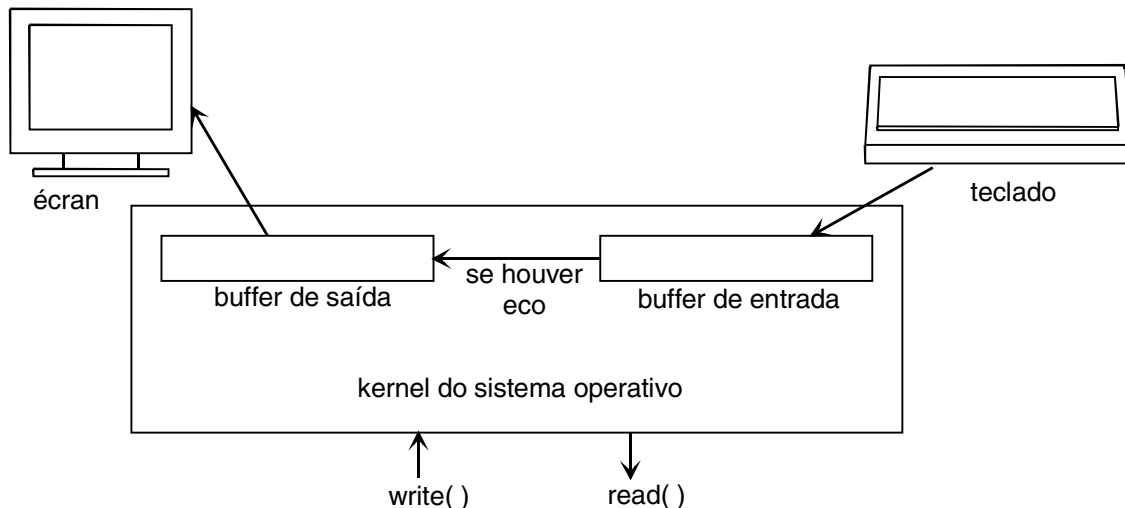 écran
teclado
buffer de saída
se houver
eco
buffer de entrada
kernel do sistema operativo
write( )
read( )